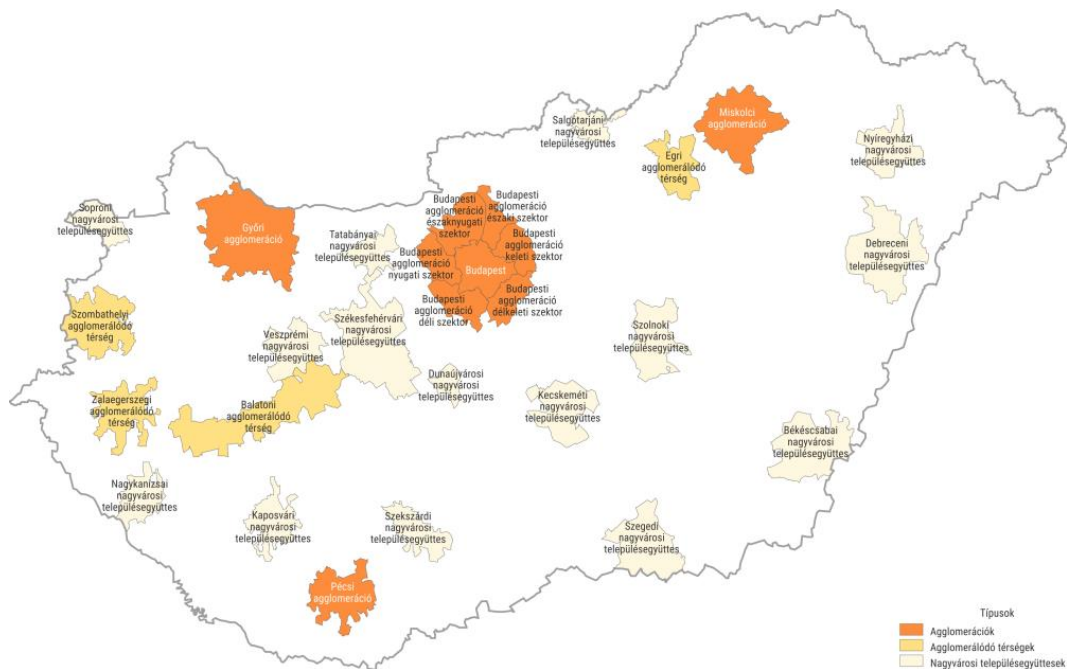 Salgótarjáni
nagyvárosi
településegyüttes
Miskolci
agglomeráció
Nyíregyházi
nagyvárosi
településegyüttes
Egri
agglomerálódó
térség
Soproni
nagyvárosi
településegyüttes
Győri
agglomeráció
Tatabányai
nagyvárosi
településegyüttes
Budapesti
agglomeráció
északnyugati
szektor
Budapesti
agglomeráció
északi szektor
Budapesti
agglomeráció
keleti szektor
Budapesti
agglomeráció
nyugati szektor
Budapest
Budapesti
agglomeráció
déli szektor
Budapesti
agglomeráció
délkeleti szektor
Debreceni
nagyvárosi
településegyüttes
Szombathelyi
agglomerálódó
térség
Veszprémi
nagyvárosi
településegyüttes
Székesfehérvári
nagyvárosi
településegyüttes
Szolnoki
nagyvárosi
településegyüttes
Dunaújvárosi
nagyvárosi
településegyüttes
Zalaegerszegi
agglomerálódó
térség
Balatoni
agglomerálódó
térség
Kecskeméti
nagyvárosi
településegyüttes
Békéscsabai
nagyvárosi
településegyüttes
Nagykanizsai
nagyvárosi
településegyüttes
Kaposvári
nagyvárosi
településegyüttes
Szekszárdi
nagyvárosi
településegyüttes
Szegedi
nagyvárosi
településegyüttes
Pécsi
agglomeráció
Típusok
Agglomerációk
Agglomerálódó térségek
Nagyvárosi településegyüttesek